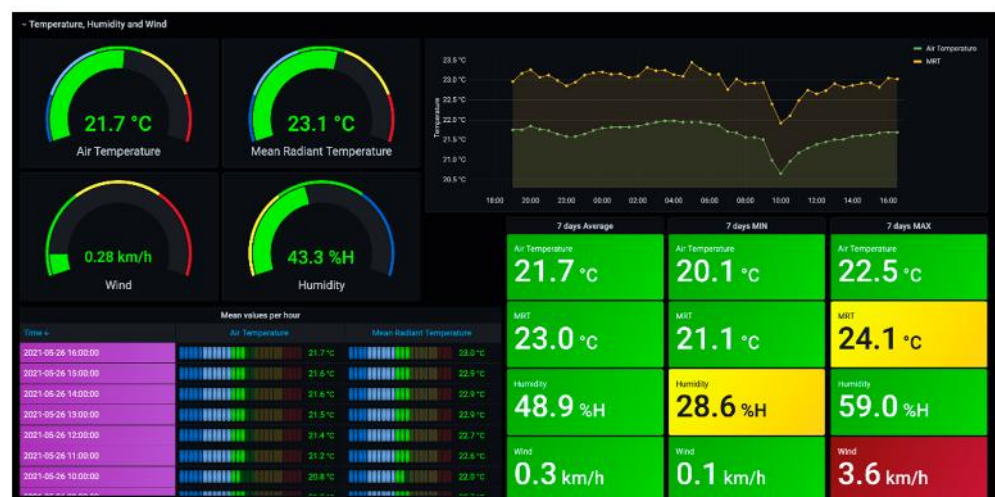 Temperature, Humidity and Wind
21.7 °C
Air Temperature
23.1 °C
Mean Radiant Temperature
0.28 km/h
Wind
43.3 %H
Humidity
Temperature
23.5 °C
23.0 °C
22.5 °C
22.0 °C
21.5 °C
21.0 °C
20.5 °C
18:00 20:00 22:00 00:00 02:00 04:00 06:00 08:00 10:00 12:00 14:00 16:00
Air Temperature
MRT
Mean values per hour
Time Air Temperature Mean Radiant Temperature
2021-05-26 16:00:00 21.7 °C 23.0 °C
2021-05-26 15:00:00 21.6 °C 22.9 °C
2021-05-26 14:00:00 21.6 °C 22.9 °C
2021-05-26 13:00:00 21.5 °C 22.9 °C
2021-05-26 12:00:00 21.4 °C 22.7 °C
2021-05-26 11:00:00 21.2 °C 22.6 °C
2021-05-26 10:00:00 20.8 °C 22.0 °C
7 days Average 7 days MIN 7 days MAX
Air Temperature Air Temperature Air Temperature
21.7 °C 20.1 °C 22.5 °C
MRT MRT MRT
23.0 °C 21.1 °C 24.1 °C
Humidity Humidity Humidity
48.9 %H 28.6 %H 59.0 %H
Wind Wind Wind
0.3 km/h 0.1 km/h 3.6 km/h